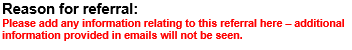 Reason for referral:
Please add any information relating to this referral here – additional
information provided in emails will not be seen.